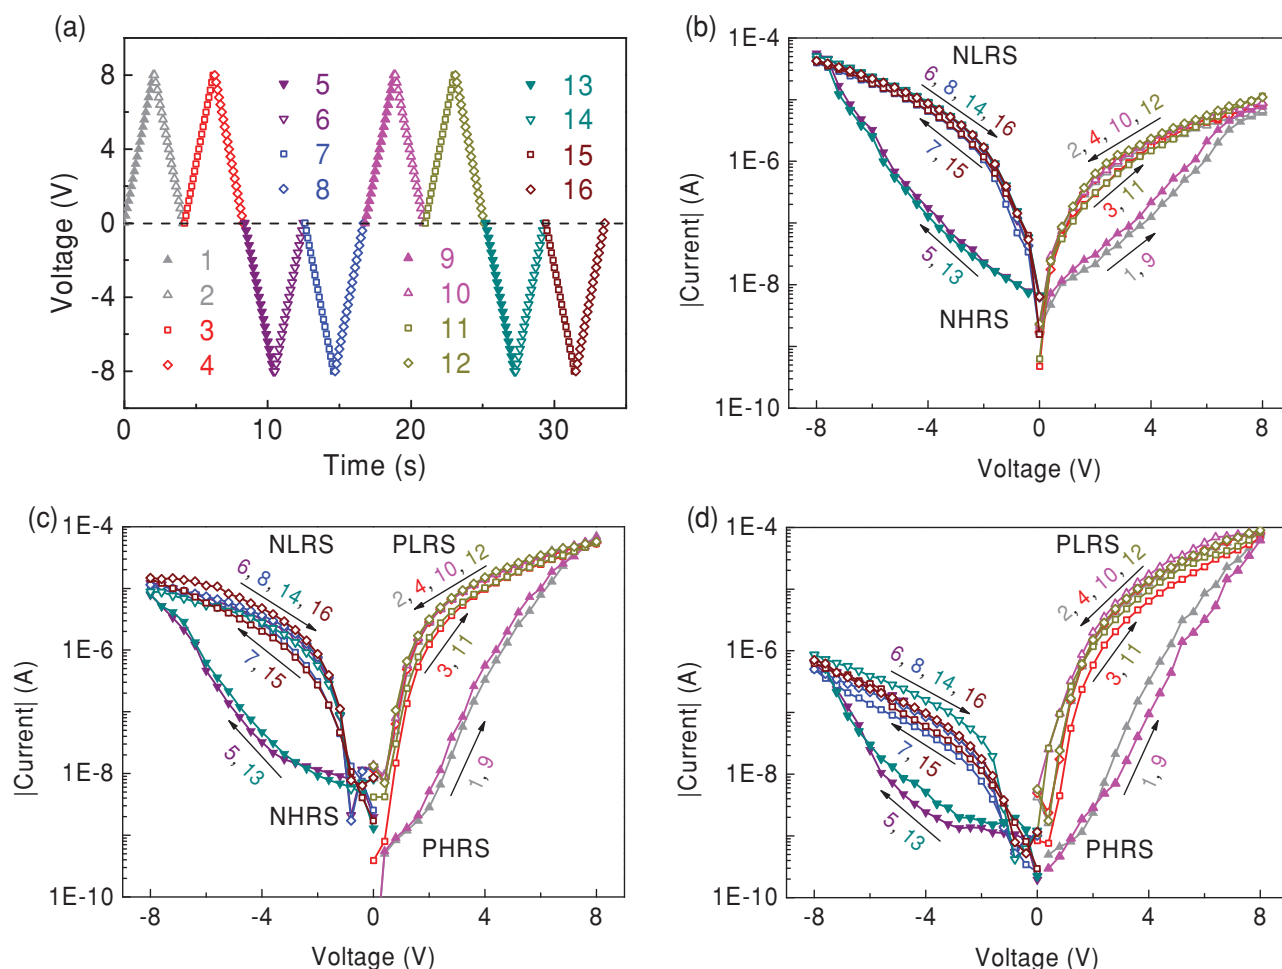 (a)
8
4
0
-4
-8
Voltage (V)
0 10 20 30
Time (s)
5
6
7
8
13
14
15
16
1
2
3
4
9
10
11
12
(b)
1E-4
1E-6
1E-8
1E-10
|Current| (A)
-8 -4 0 4 8
Voltage (V)
NLRS
6, 8, 14, 16
7, 15
5, 13
NHRS
2, 4, 10, 12
3, 11
1, 9
(c)
1E-4
1E-6
1E-8
1E-10
|Current| (A)
-8 -4 0 4 8
Voltage (V)
NLRS PLRS
6, 8, 14, 16
7, 15
5, 13
NHRS
2, 4, 10, 12
3, 11
1, 9
PHRS
(d)
1E-4
1E-6
1E-8
1E-10
|Current| (A)
-8 -4 0 4 8
Voltage (V)
PLRS
6, 8, 14, 16
7, 15
5, 13
2, 4, 10, 12
3, 11
1, 9
PHRS